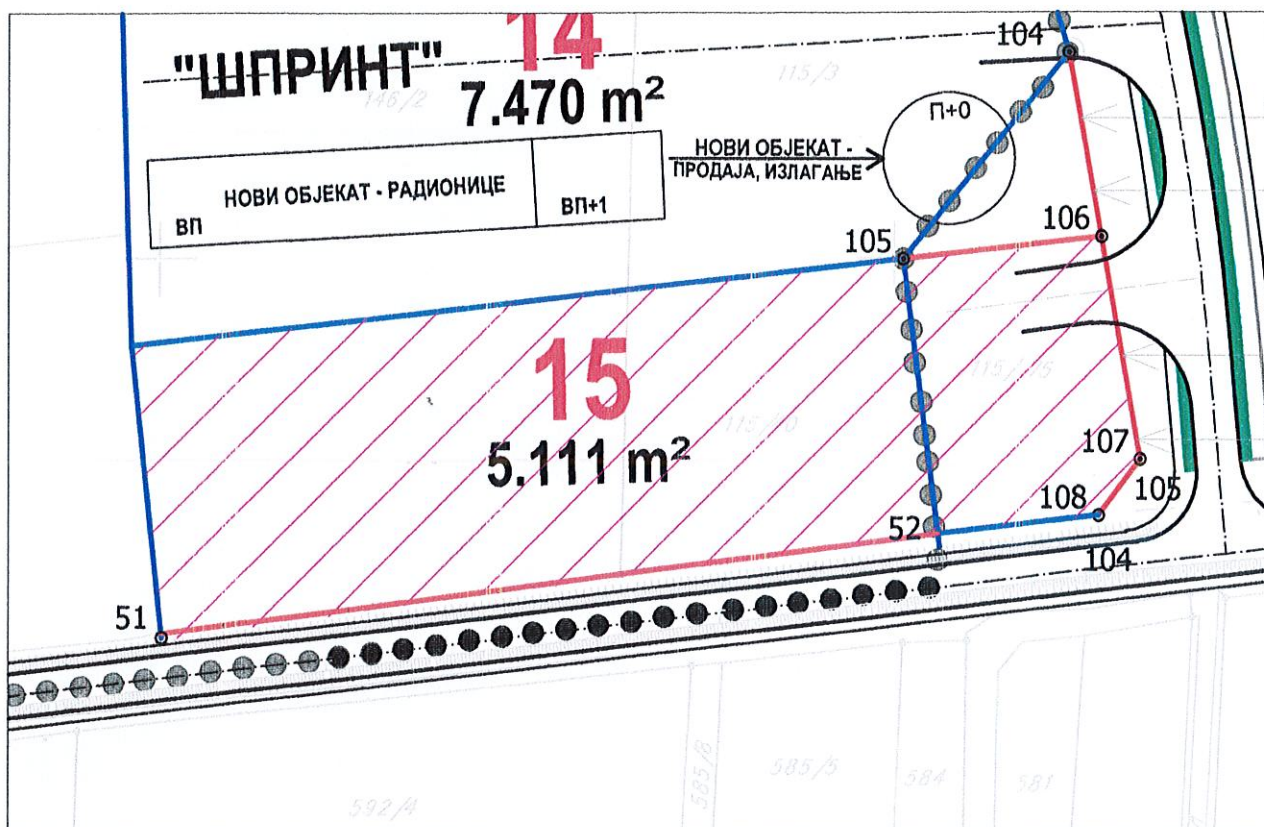 14
104
"ШПРИНТ"
115/3
146/2
7.470 m²
П+0
НОВИ ОБЈЕКАТ -
ПРОДАЈА, ИЗЛАГАЊЕ
НОВИ ОБЈЕКАТ - РАДИОНИЦЕ
ВП
ВП+1
106
105
15
5.111 m²
107
105
108
52
104
51
585/8
585/5
584
581
592/4